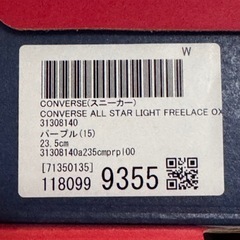 W
CONVERSE(スニーカー)
CONVERSE ALL STAR LIGHT FREELACE OX
31308140
パープル(15)
23.5cm
31308140a235cmprpl00
[71350135]
118099 9355